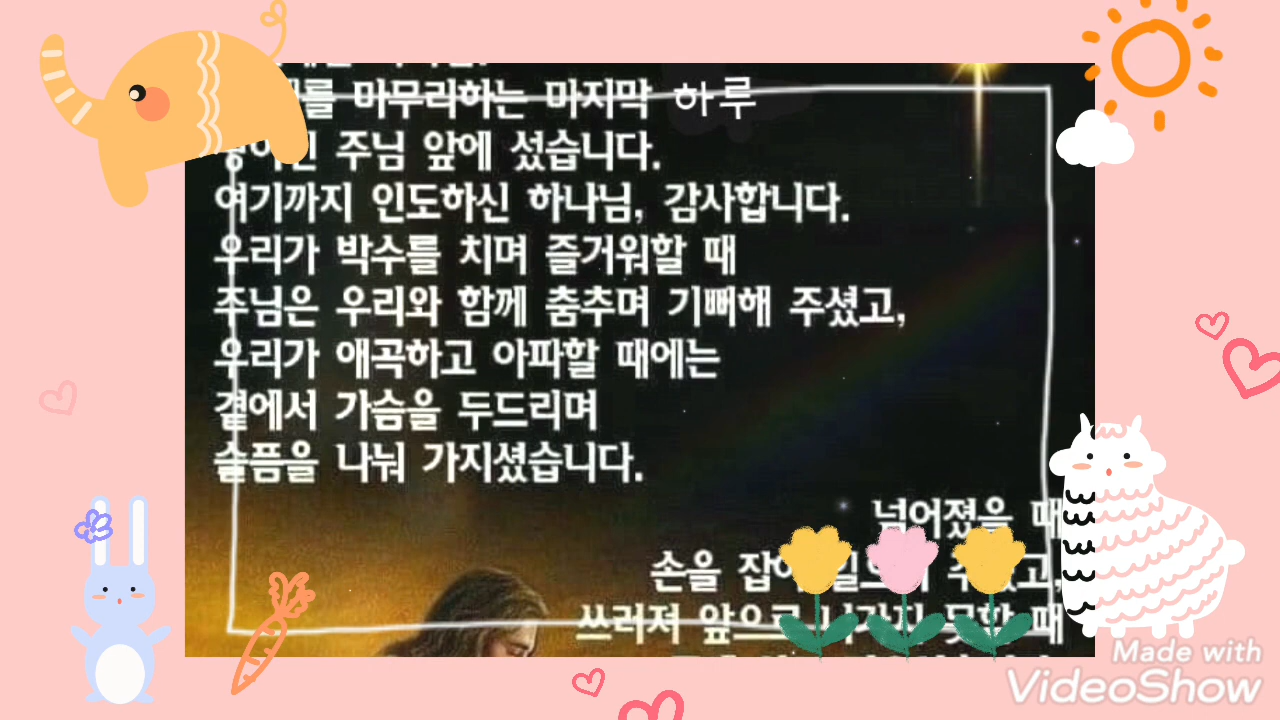 마무리하는 마지막 하루
주님 앞에 섰습니다.
여기까지 인도하신 하나님, 감사합니다.
우리가 박수를 치며 즐거워할 때
주님은 우리와 함께 춤추며 기뻐해 주셨고,
우리가 애곡하고 아파할 때에는
곁에서 가슴을 두드리며
슬픔을 나눠 가지셨습니다.
넘어졌을 때
손을
쓰러져 앞으로 못할 때
Made with
VideoShow